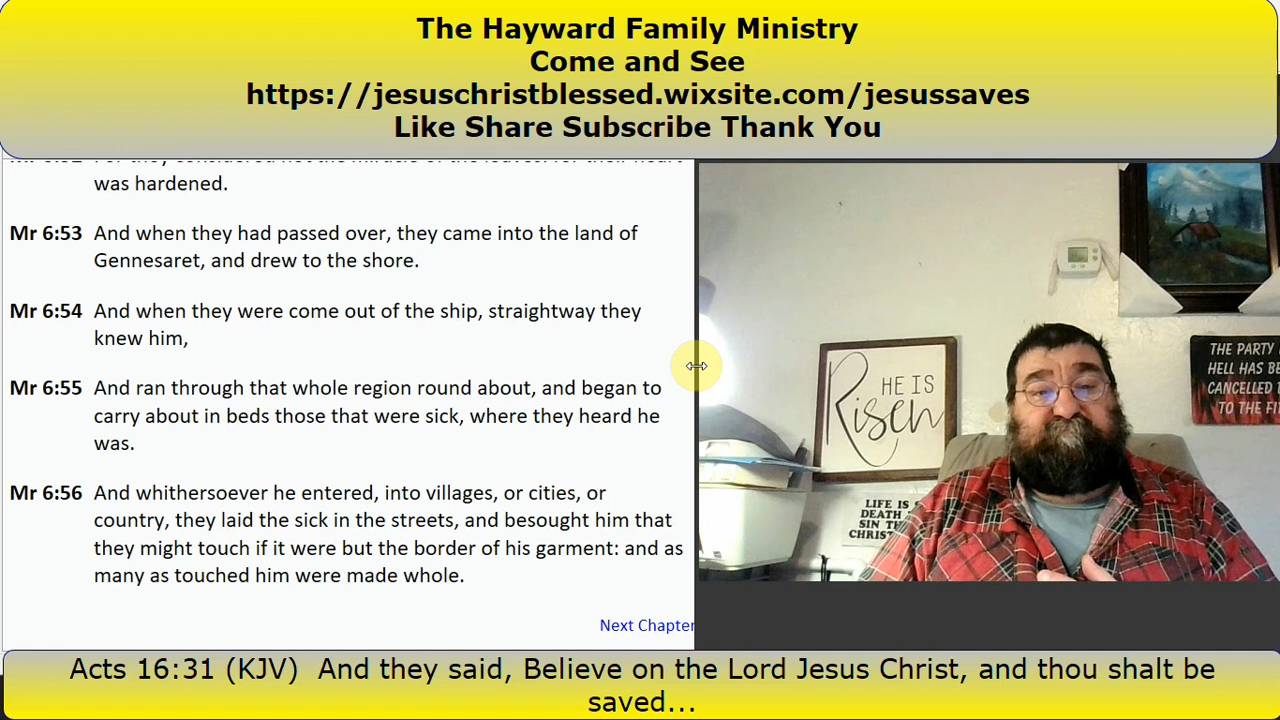 The Hayward Family Ministry
Come and See
https://jesuschristblessed.wixsite.com/jesussaves
Like Share Subscribe Thank You
was hardened.
Mr 6:53 And when they had passed over, they came into the land of
Gennesaret, and drew to the shore.
Mr 6:54 And when they were come out of the ship, straightway they
knew him,
Mr 6:55 And ran through that whole region round about, and began to
carry about in beds those that were sick, where they heard he
was.
Mr 6:56 And whithersoever he entered, into villages, or cities, or
country, they laid the sick in the streets, and besought him that
they might touch if it were but the border of his garment: and as
many as touched him were made whole.
Next Chapter
HE IS
Risen
LIFE IS
DEATH
SIN
CHRIST
THE PARTY
HELL HAS
CANCELLED
TO THE
Acts 16:31 (KJV) And they said, Believe on the Lord Jesus Christ, and thou shalt be
saved...